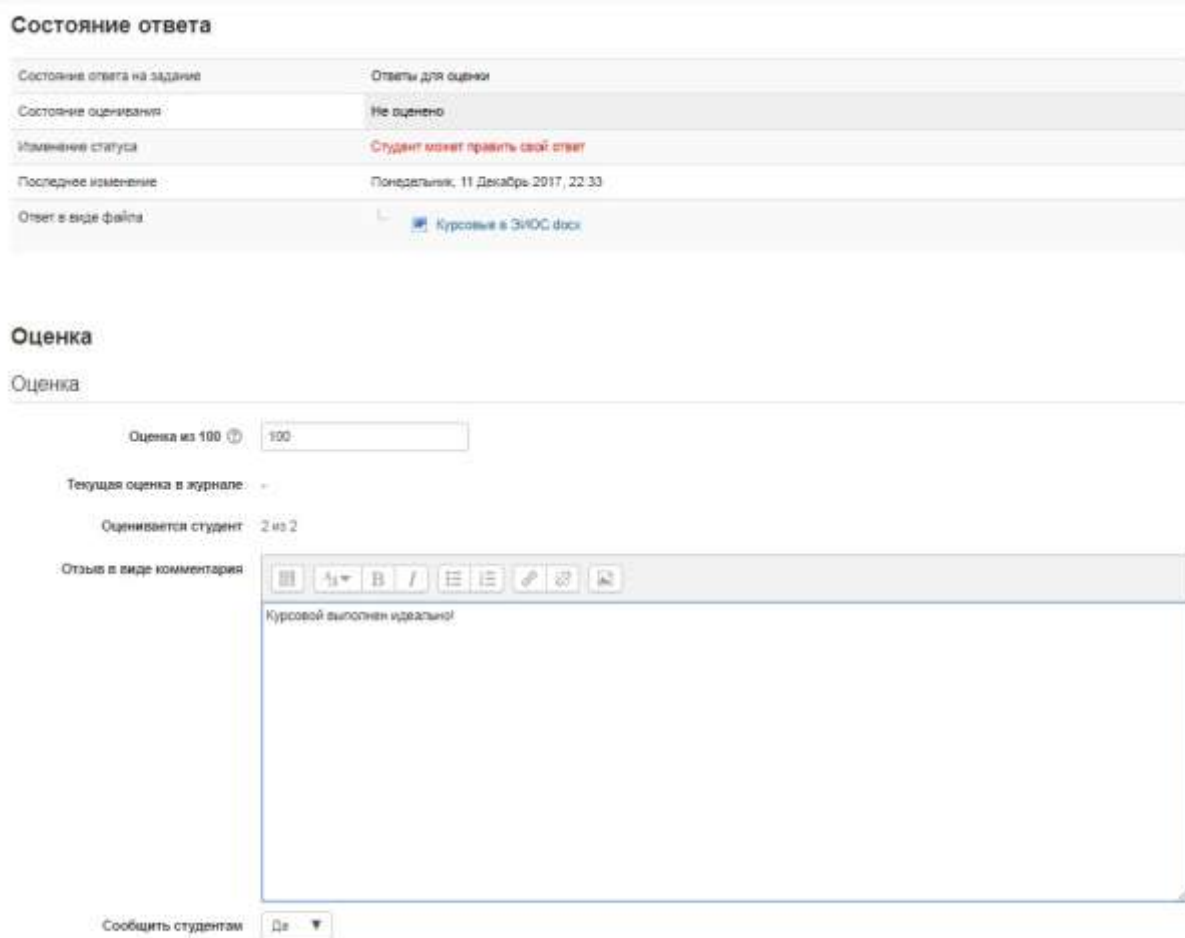 Состояние ответа
Состояние ответа на задание Ответы для оценки
Состояние оценивания Не оценено
Изменение статуса Студент может править свой ответ
Последнее изменение Понедельник, 11 Декабрь 2017, 22:33
Ответ в виде файла Курсовые в ЭИОС.docx
Оценка
Оценка
Оценка из 100 100
Текущая оценка в журнале -
Оценивается студент 2 из 2
Отзыв в виде комментария
Курсовой выполнен идеально!
Сообщить студентам Да